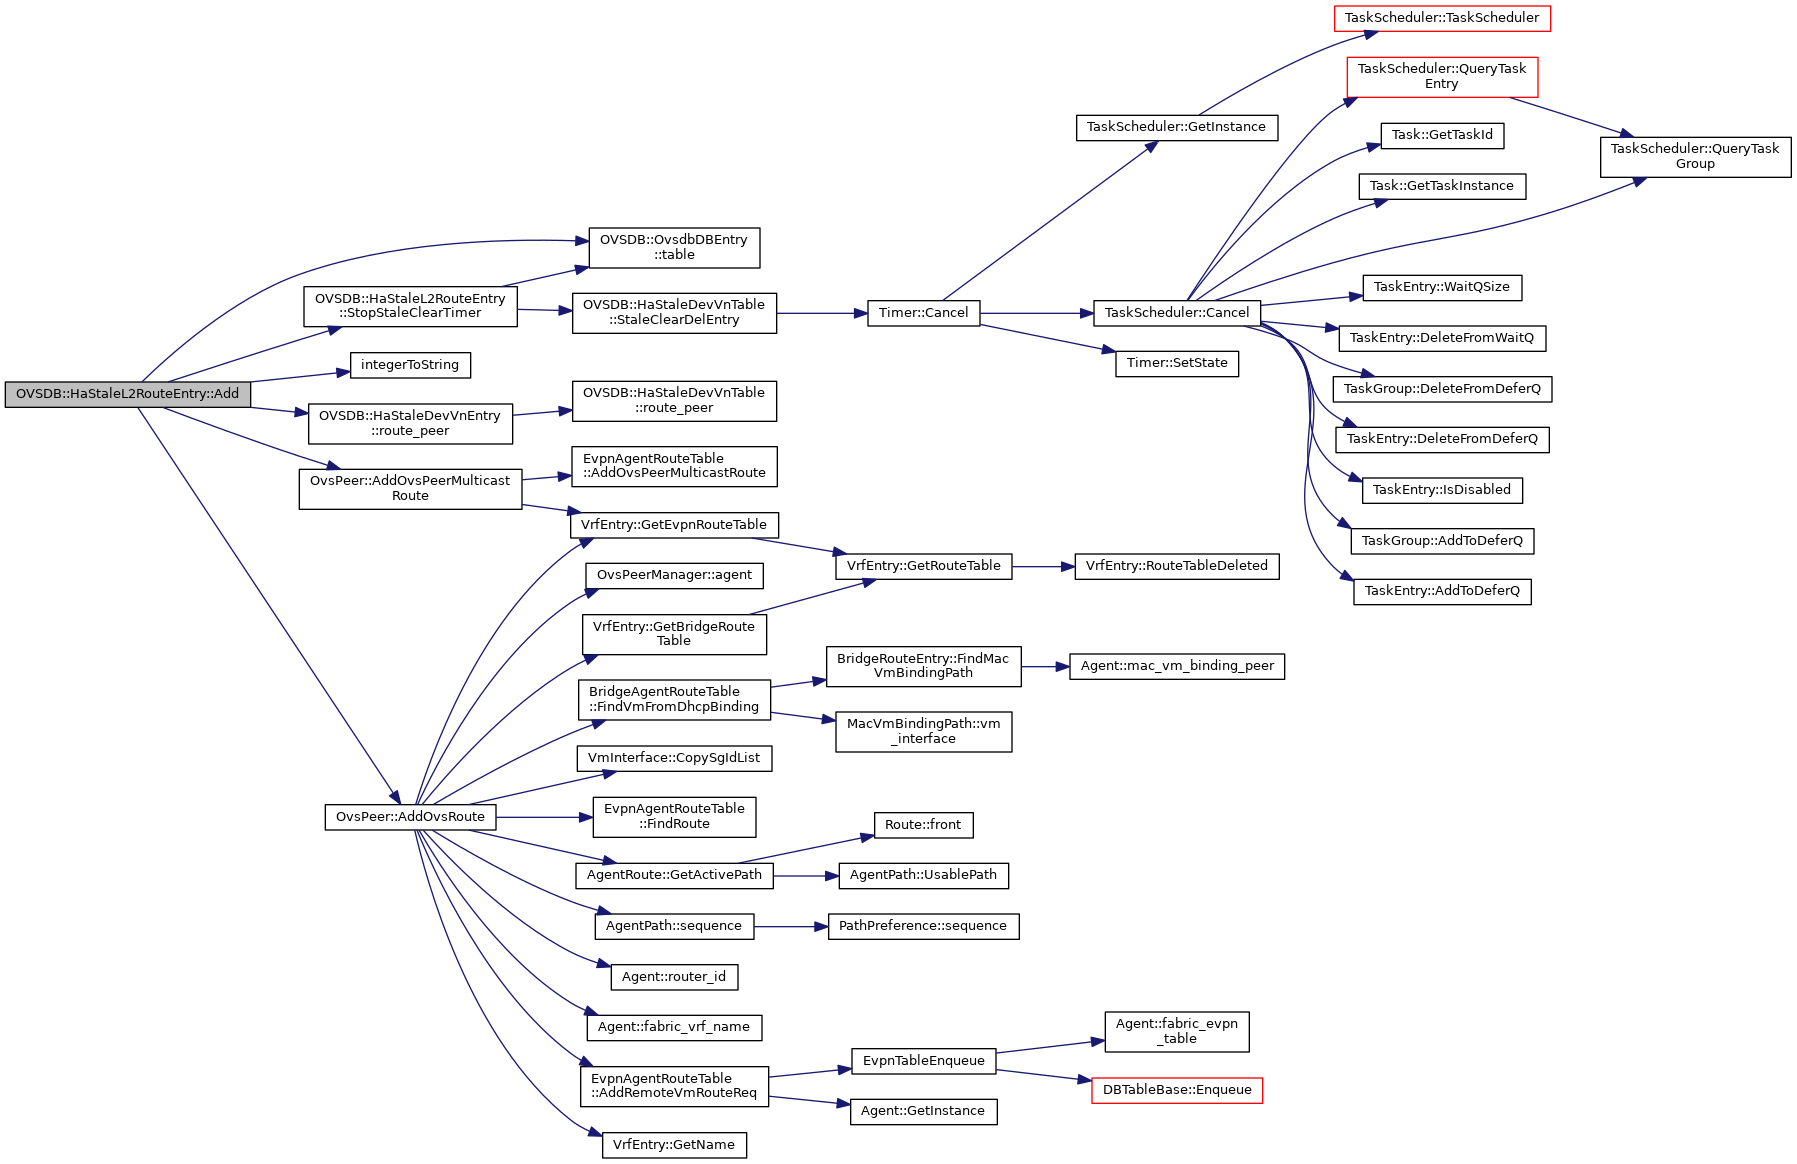 TaskScheduler::TaskScheduler
TaskScheduler::QueryTask
Entry
TaskScheduler::GetInstance
Task::GetTaskId
TaskScheduler::QueryTask
Group
Task::GetTaskInstance
OVSDB::OvsdbDBEntry
::table
OVSDB::HaStaleL2RouteEntry
::StopStaleClearTimer
OVSDB::HaStaleDevVnTable
::StaleClearDelEntry
Timer::Cancel
TaskScheduler::Cancel
TaskEntry::WaitQSize
TaskEntry::DeleteFromWaitQ
integerToString
Timer::SetState
OVSDB::HaStaleL2RouteEntry::Add
TaskGroup::DeleteFromDeferQ
OVSDB::HaStaleDevVnEntry
::route_peer
OVSDB::HaStaleDevVnTable
::route_peer
TaskEntry::DeleteFromDeferQ
OvsPeer::AddOvsPeerMulticast
Route
EvpnAgentRouteTable
::AddOvsPeerMulticastRoute
TaskEntry::IsDisabled
VrfEntry::GetEvpnRouteTable
TaskGroup::AddToDeferQ
OvsPeerManager::agent
VrfEntry::GetRouteTable
VrfEntry::RouteTableDeleted
TaskEntry::AddToDeferQ
VrfEntry::GetBridgeRoute
Table
BridgeRouteEntry::FindMac
VmBindingPath
Agent::mac_vm_binding_peer
BridgeAgentRouteTable
::FindVmFromDhcpBinding
MacVmBindingPath::vm
_interface
VmInterface::CopySgIdList
OvsPeer::AddOvsRoute
EvpnAgentRouteTable
::FindRoute
Route::front
AgentRoute::GetActivePath
AgentPath::UsablePath
AgentPath::sequence
PathPreference::sequence
Agent::router_id
Agent::fabric_vrf_name
Agent::fabric_evpn
_table
EvpnTableEnqueue
EvpnAgentRouteTable
::AddRemoteVmRouteReq
DBTableBase::Enqueue
Agent::GetInstance
VrfEntry::GetName